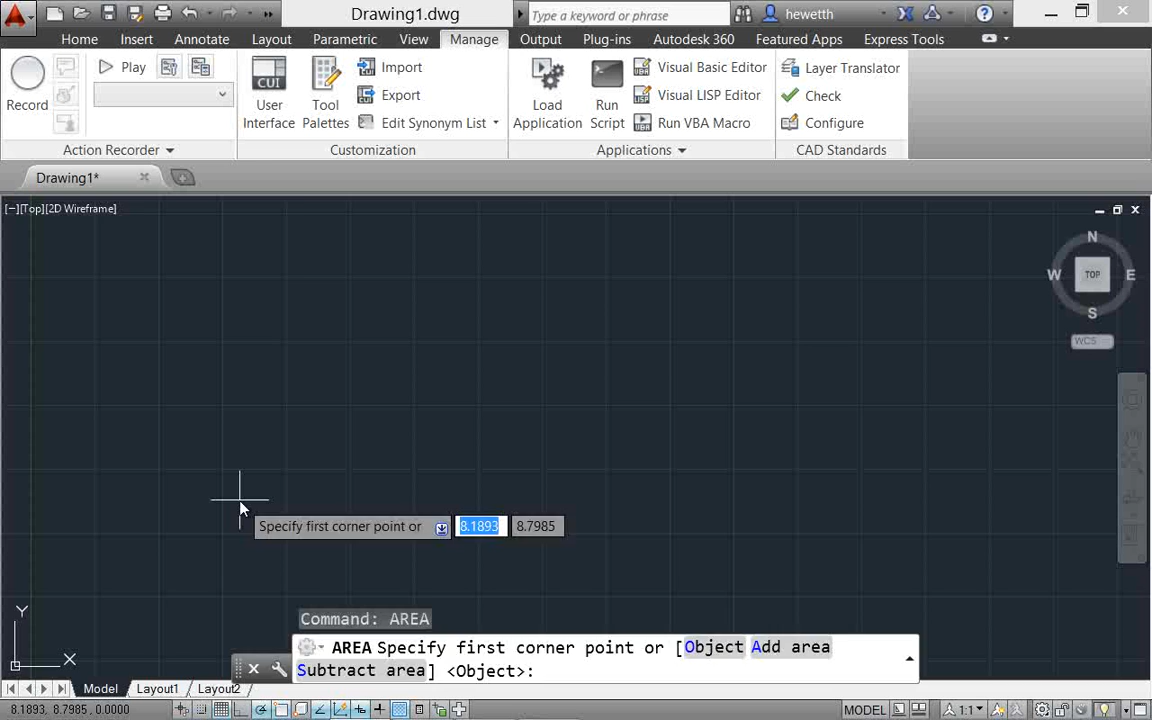 Drawing1.dwg
Type a keyword or phrase
hewetth
Home Insert Annotate Layout Parametric View Manage Output Plug-ins Autodesk 360 Featured Apps Express Tools
Record
Play
Action Recorder
User Interface
CUI
Tool Palettes
Import
Export
Edit Synonym List
Customization
Load Application
Run Script
Visual Basic Editor
Visual LISP Editor
Run VBA Macro
Applications
Layer Translator
Check
Configure
CAD Standards
Drawing1*
[−][Top][2D Wireframe]
N
W TOP E
S
WCS
Specify first corner point or 8.1893 8.7985
Y
X
Command: AREA
AREA Specify first corner point or [Object Add area
Subtract area] <Object>:
Model Layout1 Layout2
8.1893, 8.7985, 0.0000 MODEL 1:1